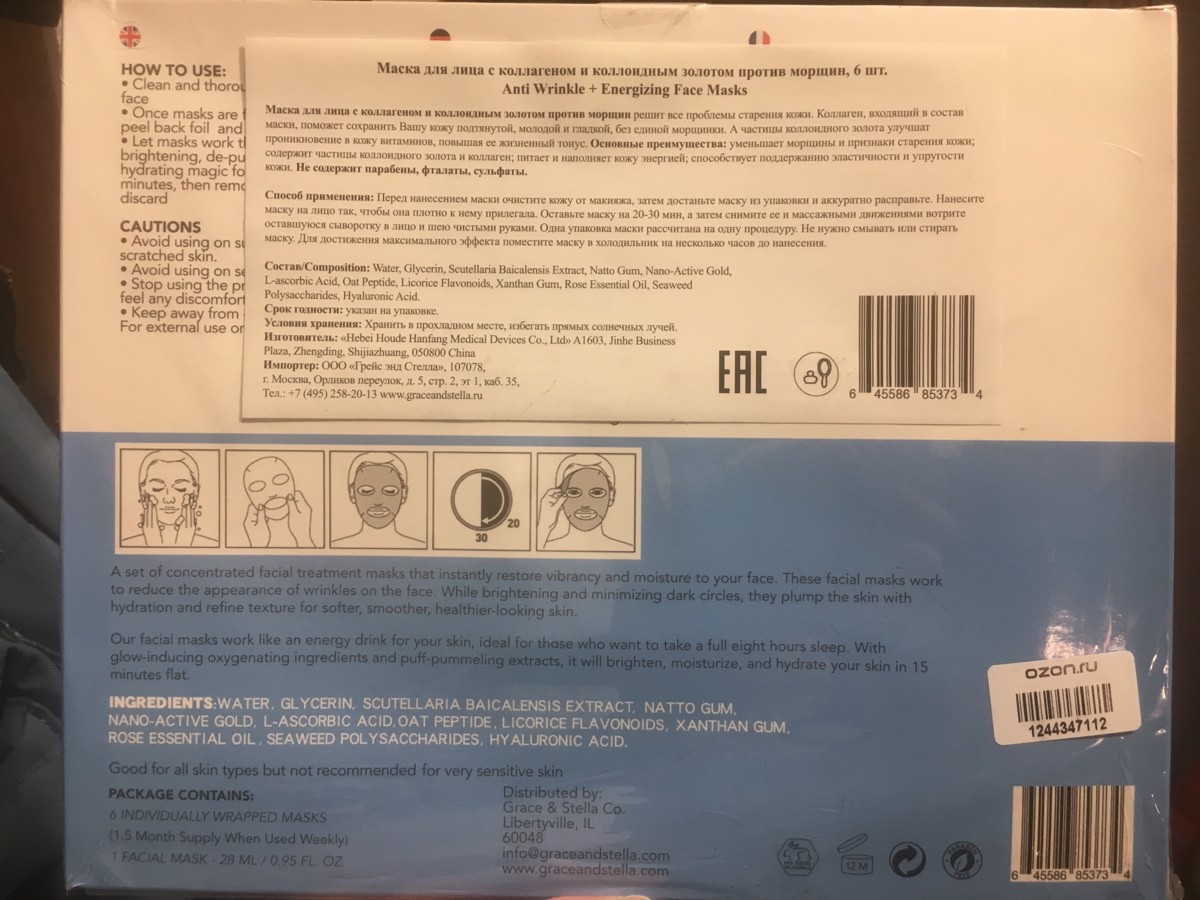 HOW TO USE:
• Clean and
face
• Once masks are
peel back foil and
• Let masks work
brightening,
hydrating magic
minutes, then
discard
CAUTIONS
• Avoid using on
scratched skin.
• Avoid using on
• Stop using the
feel any
• Keep away from
For external use
Маска для лица с коллагеном и коллоидным золотом против морщин, 6 шт.
Anti Wrinkle + Energizing Face Masks
Маска для лица с коллагеном и коллоидным золотом против морщин решит все проблемы старения кожи. Коллаген, входящий в состав
маски, поможет сохранить Вашу кожу подтянутой, молодой и гладкой, без единой морщинки. А частицы коллоидного золота улучшат
проникновение в кожу витаминов, повышая ее жизненный тонус. Основные преимущества: уменьшает морщины и признаки старения кожи;
содержит частицы коллоидного золота и коллаген; питает и наполняет кожу энергией; способствует поддержанию эластичности и упругости
кожи. Не содержит парабены, фталаты, сульфаты.
Способ применения: Перед нанесением маски очистите кожу от макияжа, затем достаньте маску из упаковки и аккуратно расправьте. Нанесите
маску на лицо так, чтобы она плотно к нему прилегала. Оставьте маску на 20-30 мин, а затем снимите ее и массажными движениями вотрите
оставшуюся сыворотку в лицо и шею чистыми руками. Одна упаковка маски рассчитана на одну процедуру. Не нужно смывать или стирать
маску. Для достижения максимального эффекта поместите маску в холодильник на несколько часов до нанесения.
Состав/Composition: Water, Glycerin, Scutellaria Baicalensis Extract, Natto Gum, Nano-Active Gold,
L-ascorbic Acid, Oat Peptide, Licorice Flavonoids, Xanthan Gum, Rose Essential Oil, Seaweed
Polysaccharides, Hyaluronic Acid.
Срок годности: указан на упаковке.
Условия хранения: Хранить в прохладном месте, избегать прямых солнечных лучей.
Изготовитель: «Hebei Houde Hanfang Medical Devices Co., Ltd» A1603, Jinhe Business
Plaza, Zhengding, Shijiazhuang, 050800 China
Импортер: ООО «Грейс энд Стелла», 107078,
г. Москва, Орликов переулок, д. 5, стр. 2, эт 1, каб. 35,
Тел.: +7 (495) 258-20-13 www.graceandstella.ru
EAC
6 45586 85373 4
20
30
A set of concentrated facial treatment masks that instantly restore vibrancy and moisture to your face. These facial masks work
to reduce the appearance of wrinkles on the face. While brightening and minimizing dark circles, they plump the skin with
hydration and refine texture for softer, smoother, healthier-looking skin.
Our facial masks work like an energy drink for your skin, ideal for those who want to take a full eight hours sleep. With
glow-inducing oxygenating ingredients and puff-pummeling extracts, it will brighten, moisturize, and hydrate your skin in 15
minutes flat.
INGREDIENTS:WATER, GLYCERIN, SCUTELLARIA BAICALENSIS EXTRACT, NATTO GUM,
NANO-ACTIVE GOLD, L-ASCORBIC ACID, OAT PEPTIDE, LICORICE FLAVONOIDS, XANTHAN GUM,
ROSE ESSENTIAL OIL, SEAWEED POLYSACCHARIDES, HYALURONIC ACID.
Good for all skin types but not recommended for very sensitive skin
PACKAGE CONTAINS:
6 INDIVIDUALLY WRAPPED MASKS
(1.5 Month Supply When Used Weekly)
1 FACIAL MASK - 28 ML / 0.95 FL. OZ
Distributed by:
Grace & Stella Co.
Libertyville, IL
60048
info@graceandstella.com
www.graceandstella.com
12 M
PARABEN
FREE
ozon.ru
1244347112
6 45586 85373 4